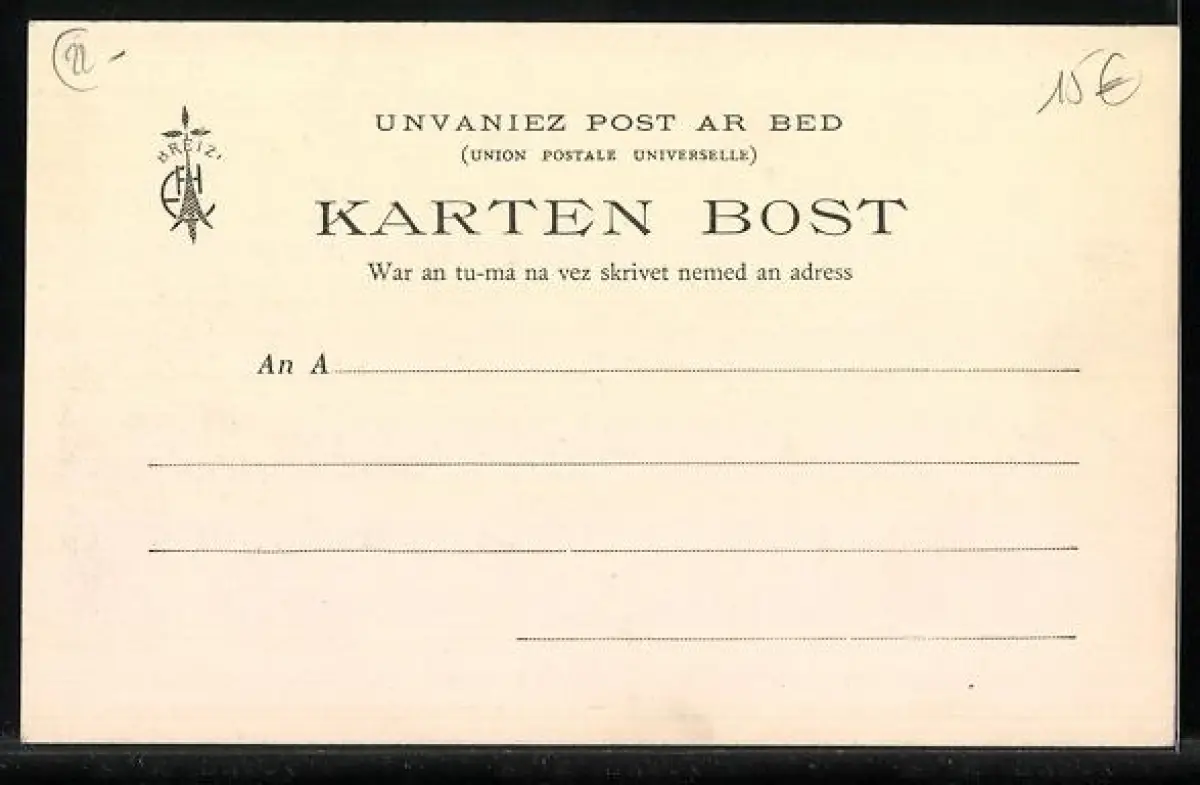 22 -
15€
UNVANIEZ POST AR BED
(UNION POSTALE UNIVERSELLE)
BREIZ
KARTEN BOST
War an tu-ma na vez skrivet nemed an adress
An A